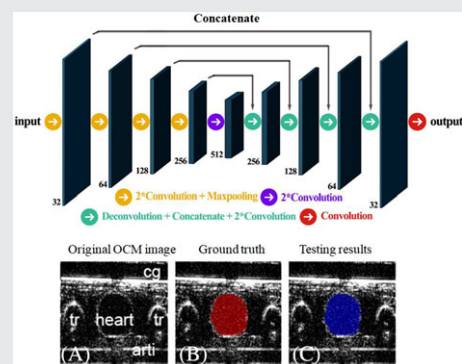 Concatenate
input
output
32
64
128
256
512
256
128
64
32
2*Convolution + Maxpooling
2*Convolution
Deconvolution + Concatenate + 2*Convolution
Convolution
Original OCM image
Ground truth
Testing results
cg
tr heart tr
(A) arti
(B)
(C)